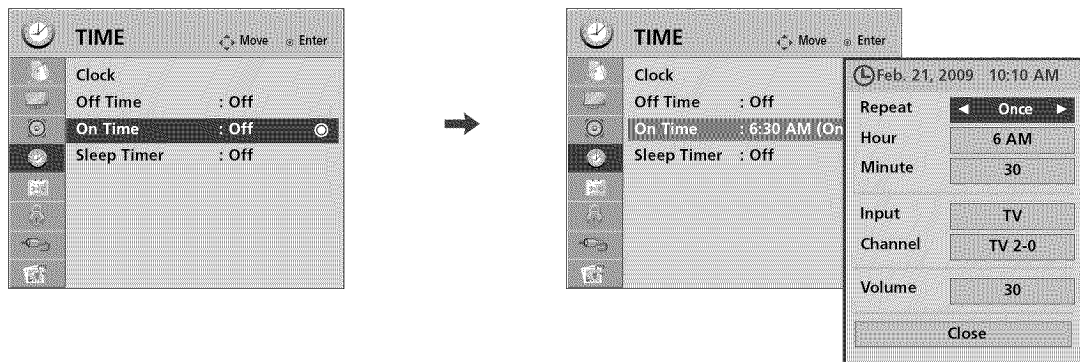 TIME Move Enter
Clock
Off Time : Off
On Time : Off
Sleep Timer : Off
TIME Move Enter
Clock
Off Time : Off
On Time : 6:30 AM (On
Sleep Timer : Off
Feb. 21, 2009 10:10 AM
Repeat ◀ Once ▶
Hour 6 AM
Minute 30
Input TV
Channel TV 2-0
Volume 30
Close